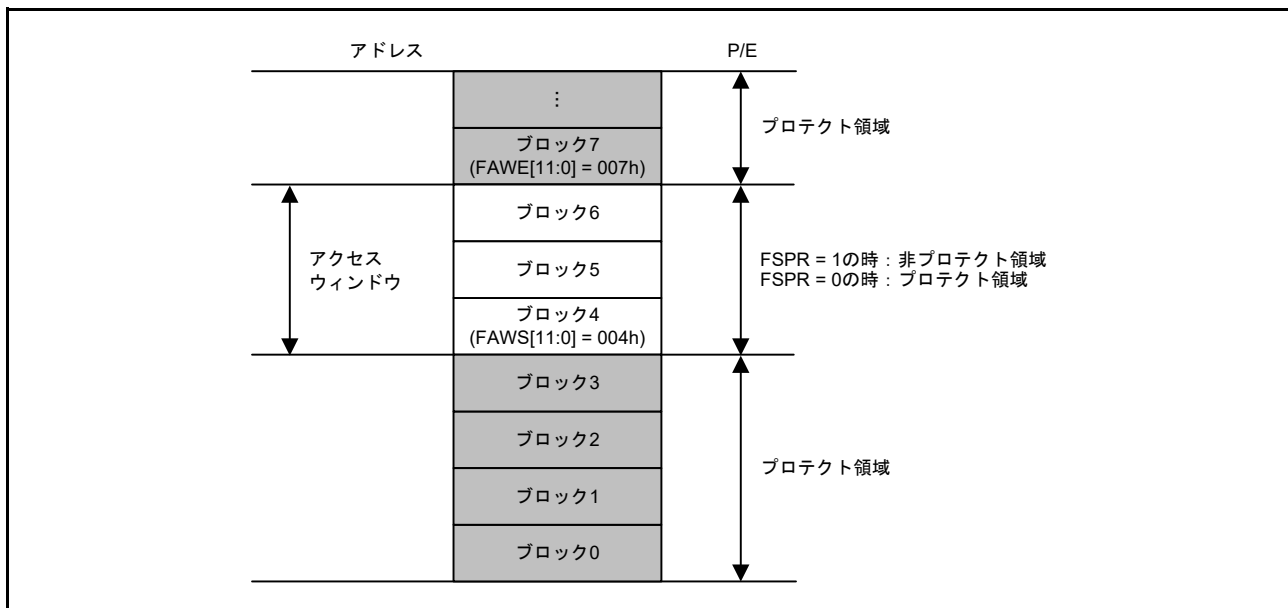 アドレス
P/E
⋮
プロテクト領域
ブロック7
(FAWE[11:0] = 007h)
ブロック6
アクセス
ウィンドウ
ブロック5
FSPR = 1の時：非プロテクト領域
FSPR = 0の時：プロテクト領域
ブロック4
(FAWS[11:0] = 004h)
ブロック3
ブロック2
プロテクト領域
ブロック1
ブロック0